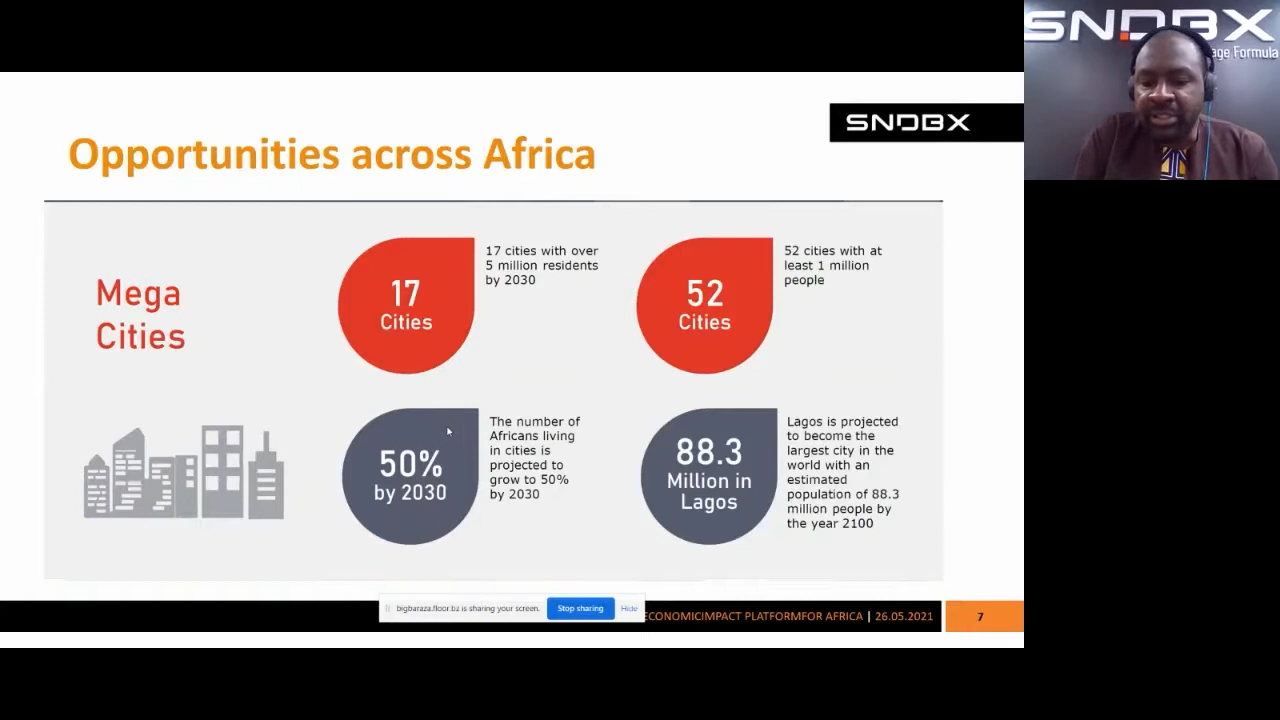 SNDBX
age Formula
SNDBX
Opportunities across Africa
Mega
Cities
17
Cities
17 cities with over
5 million residents
by 2030
52
Cities
52 cities with at
least 1 million
people
50%
by 2030
The number of
Africans living
in cities is
projected to
grow to 50%
by 2030
88.3
Million in
Lagos
Lagos is projected
to become the
largest city in the
world with an
estimated
population of 88.3
million people by
the year 2100
bigbaraza.floor.bz is sharing your screen.
Stop sharing
Hide
ECONOMICIMPACT PLATFORMFOR AFRICA | 26.05.2021
7